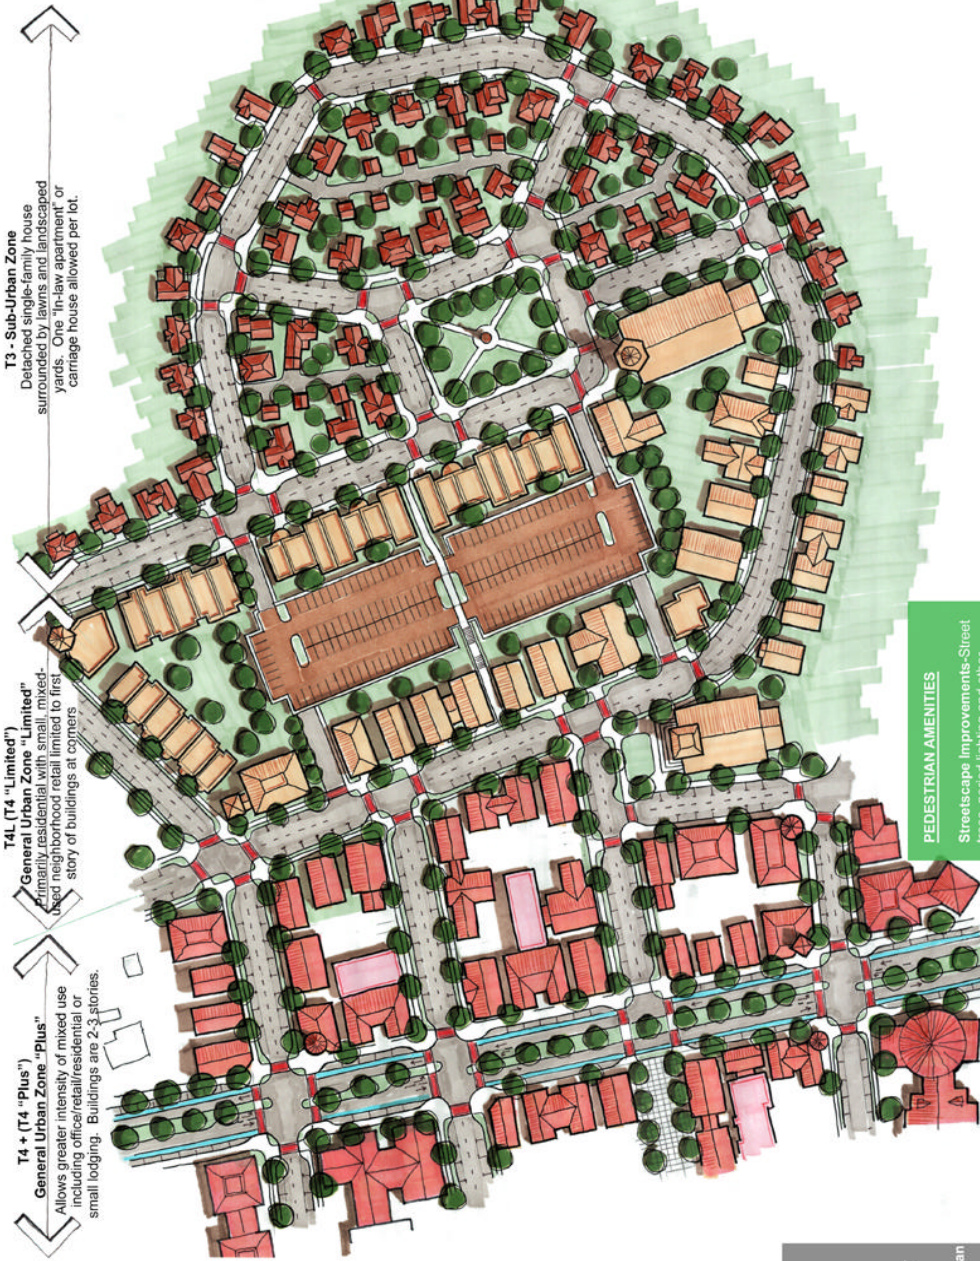 T4 + (T4 “Plus”)
General Urban Zone “Plus”
Allows greater intensity of mixed use
including office/retail/residential or
small lodging. Buildings are 2-3 stories.
T4L (T4 “Limited”)
General Urban Zone “Limited”
Primarily residential with small, mixed-
used neighborhood retail limited to first
story of buildings at corners
T3 - Sub-Urban Zone
Detached single-family house
surrounded by lawns and landscaped
yards. One “In-law apartment” or
carriage house allowed per lot.
PEDESTRIAN AMENITIES
Streetscape Improvements-Street
an